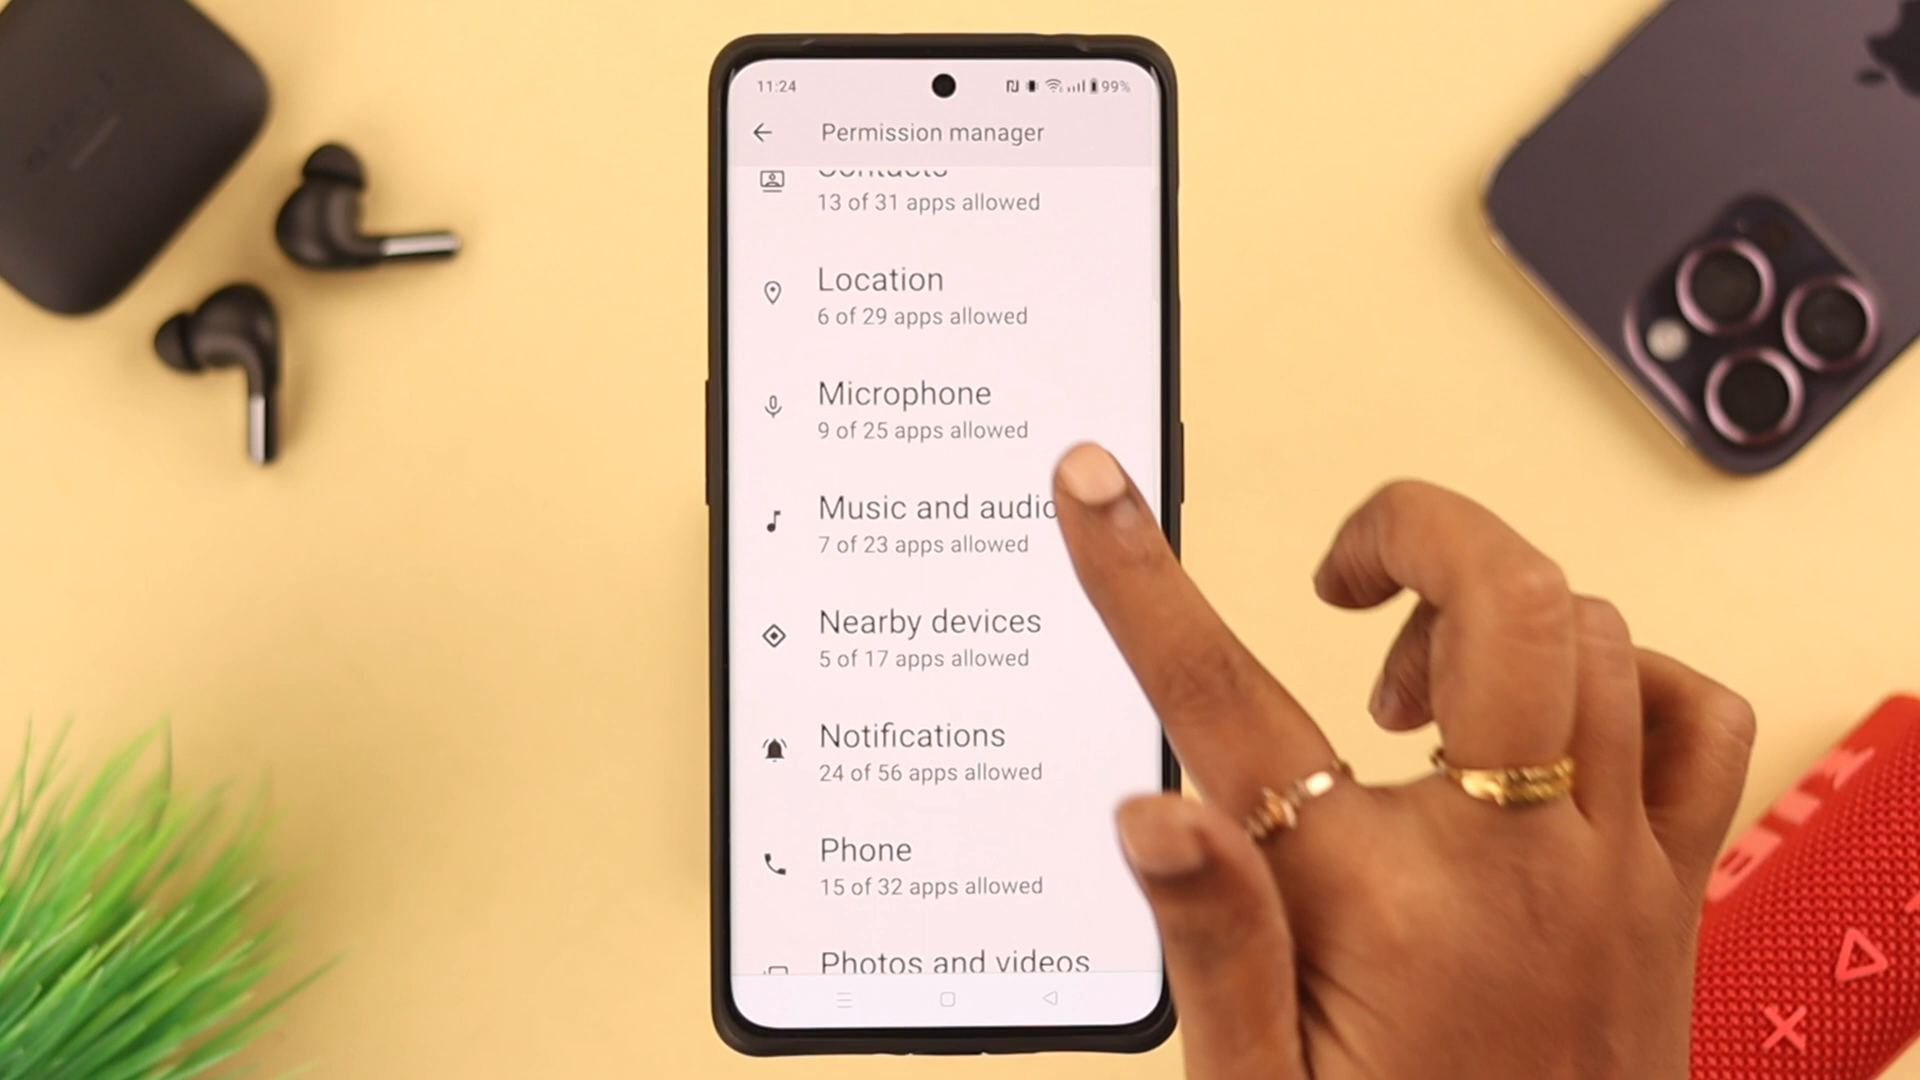 11:24
99%
Permission manager
Contacts
13 of 31 apps allowed
Location
6 of 29 apps allowed
Microphone
9 of 25 apps allowed
Music and audio
7 of 23 apps allowed
Nearby devices
5 of 17 apps allowed
Notifications
24 of 56 apps allowed
Phone
15 of 32 apps allowed
Photos and videos